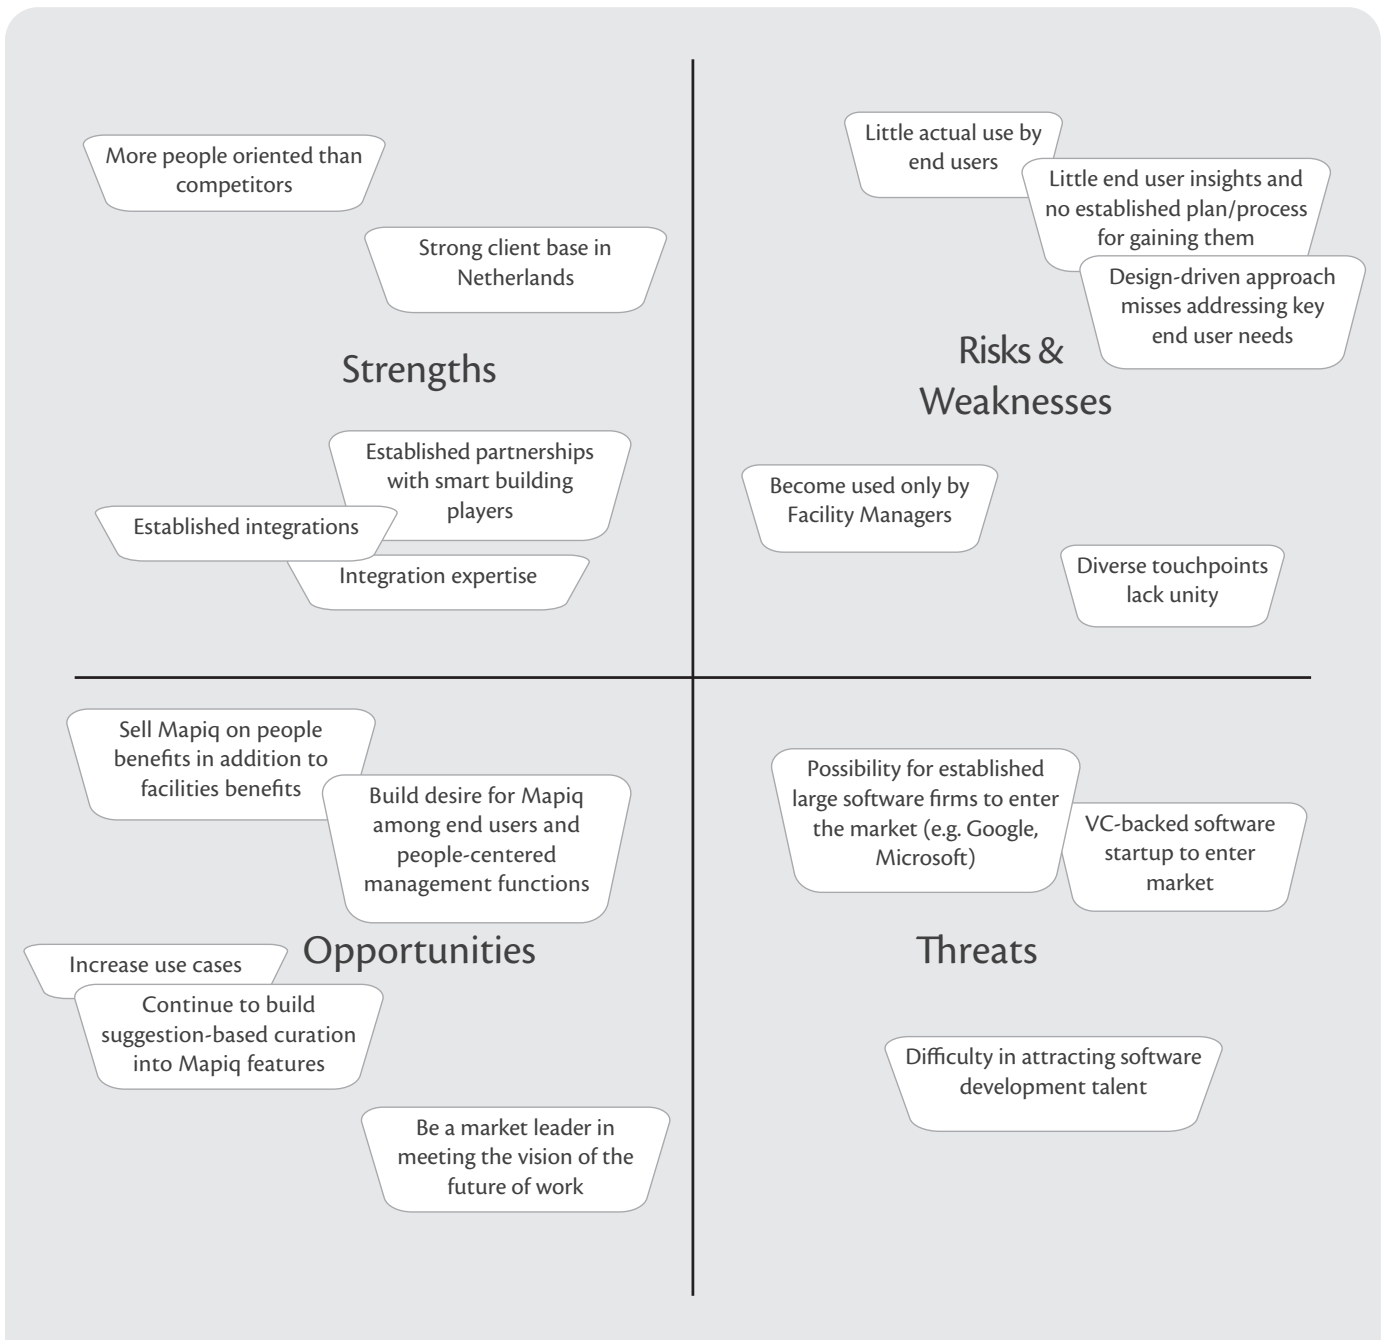 More people oriented than
competitors
Strong client base in
Netherlands
Strengths
Established partnerships
with smart building
players
Established integrations
Integration expertise
Little actual use by
end users
Little end user insights and
no established plan/process
for gaining them
Design-driven approach
misses addressing key
end user needs
Risks &
Weaknesses
Become used only by
Facility Managers
Diverse touchpoints
lack unity
Sell Mapiq on people
benefits in addition to
facilities benefits
Build desire for Mapiq
among end users and
people-centered
management functions
Opportunities
Increase use cases
Continue to build
suggestion-based curation
into Mapiq features
Be a market leader in
meeting the vision of the
future of work
Possibility for established
large software firms to enter
the market (e.g. Google,
Microsoft)
VC-backed software
startup to enter
market
Threats
Difficulty in attracting software
development talent